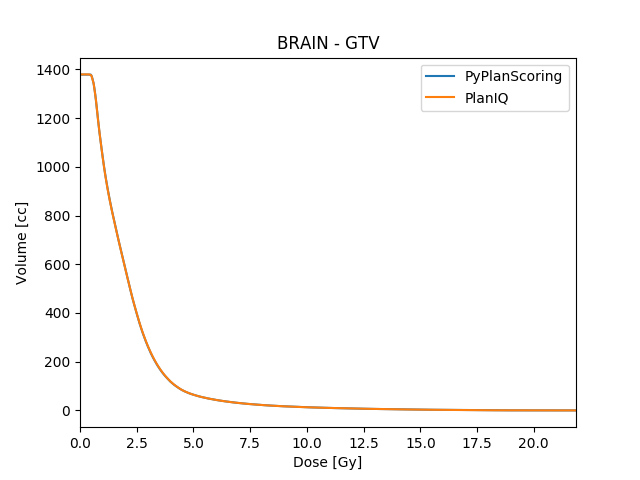 BRAIN - GTV
PyPlanScoring
PlanIQ
Volume [cc]
1400
1200
1000
800
600
400
200
0
0.0 2.5 5.0 7.5 10.0 12.5 15.0 17.5 20.0
Dose [Gy]